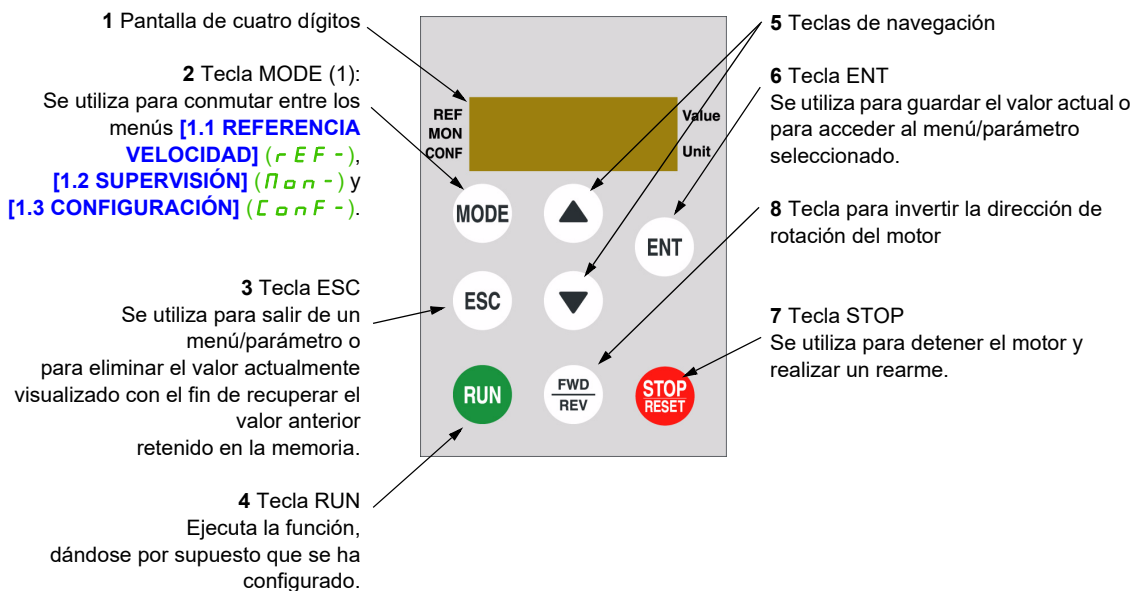 1 Pantalla de cuatro dígitos
2 Tecla MODE (1):
Se utiliza para conmutar entre los
menús [1.1 REFERENCIA
VELOCIDAD] (rEF-),
[1.2 SUPERVISIÓN] (Mon-) y
[1.3 CONFIGURACIÓN] (ConF-).
3 Tecla ESC
Se utiliza para salir de un
menú/parámetro o
para eliminar el valor actualmente
visualizado con el fin de recuperar el
valor anterior
retenido en la memoria.
4 Tecla RUN
Ejecuta la función,
dándose por supuesto que se ha
configurado.
REF
MON
CONF
Value
Unit
MODE
ENT
ESC
RUN
FWD
REV
STOP
RESET
5 Teclas de navegación
6 Tecla ENT
Se utiliza para guardar el valor actual o
para acceder al menú/parámetro
seleccionado.
8 Tecla para invertir la dirección de
rotación del motor
7 Tecla STOP
Se utiliza para detener el motor y
realizar un rearme.